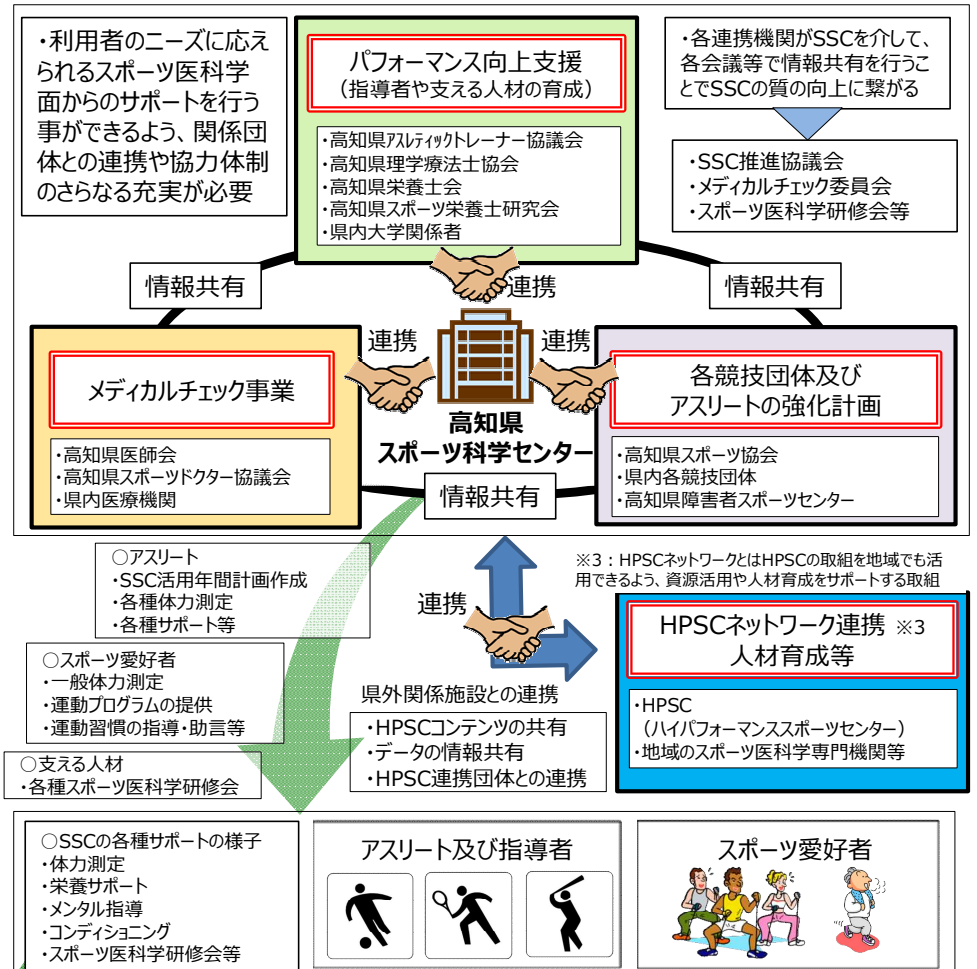 ・利用者のニーズに応え
られるスポーツ医科学
面からのサポートを行う
事ができるよう、関係団
体との連携や協力体制
のさらなる充実が必要
パフォーマンス向上支援
（指導者や支える人材の育成）
・高知県アスレティックトレーナー協議会
・高知県理学療法士協会
・高知県栄養士会
・高知県スポーツ栄養士研究会
・県内大学関係者
・各連携機関がSSCを介して、
各会議等で情報共有を行うこ
とでSSCの質の向上に繋がる
・SSC推進協議会
・メディカルチェック委員会
・スポーツ医科学研修会等
情報共有
連携
情報共有
連携
連携
メディカルチェック事業
・高知県医師会
・高知県スポーツドクター協議会
・県内医療機関
高知県
スポーツ科学センター
各競技団体及び
アスリートの強化計画
・高知県スポーツ協会
・県内各競技団体
・高知県障害者スポーツセンター
情報共有
○アスリート
・SSC活用年間計画作成
・各種体力測定
・各種サポート等
○スポーツ愛好者
・一般体力測定
・運動プログラムの提供
・運動習慣の指導・助言等
○支える人材
・各種スポーツ医科学研修会
連携
県外関係施設との連携
・HPSCコンテンツの共有
・データの情報共有
・HPSC連携団体との連携
※3：HPSCネットワークとはHPSCの取組を地域でも活
用できるよう、資源活用や人材育成をサポートする取組
HPSCネットワーク連携 ※3
人材育成等
・HPSC
（ハイパフォーマンススポーツセンター）
・地域のスポーツ医科学専門機関等
○SSCの各種サポートの様子
・体力測定
・栄養サポート
・メンタル指導
・コンディショニング
・スポーツ医科学研修会等
アスリート及び指導者
スポーツ愛好者